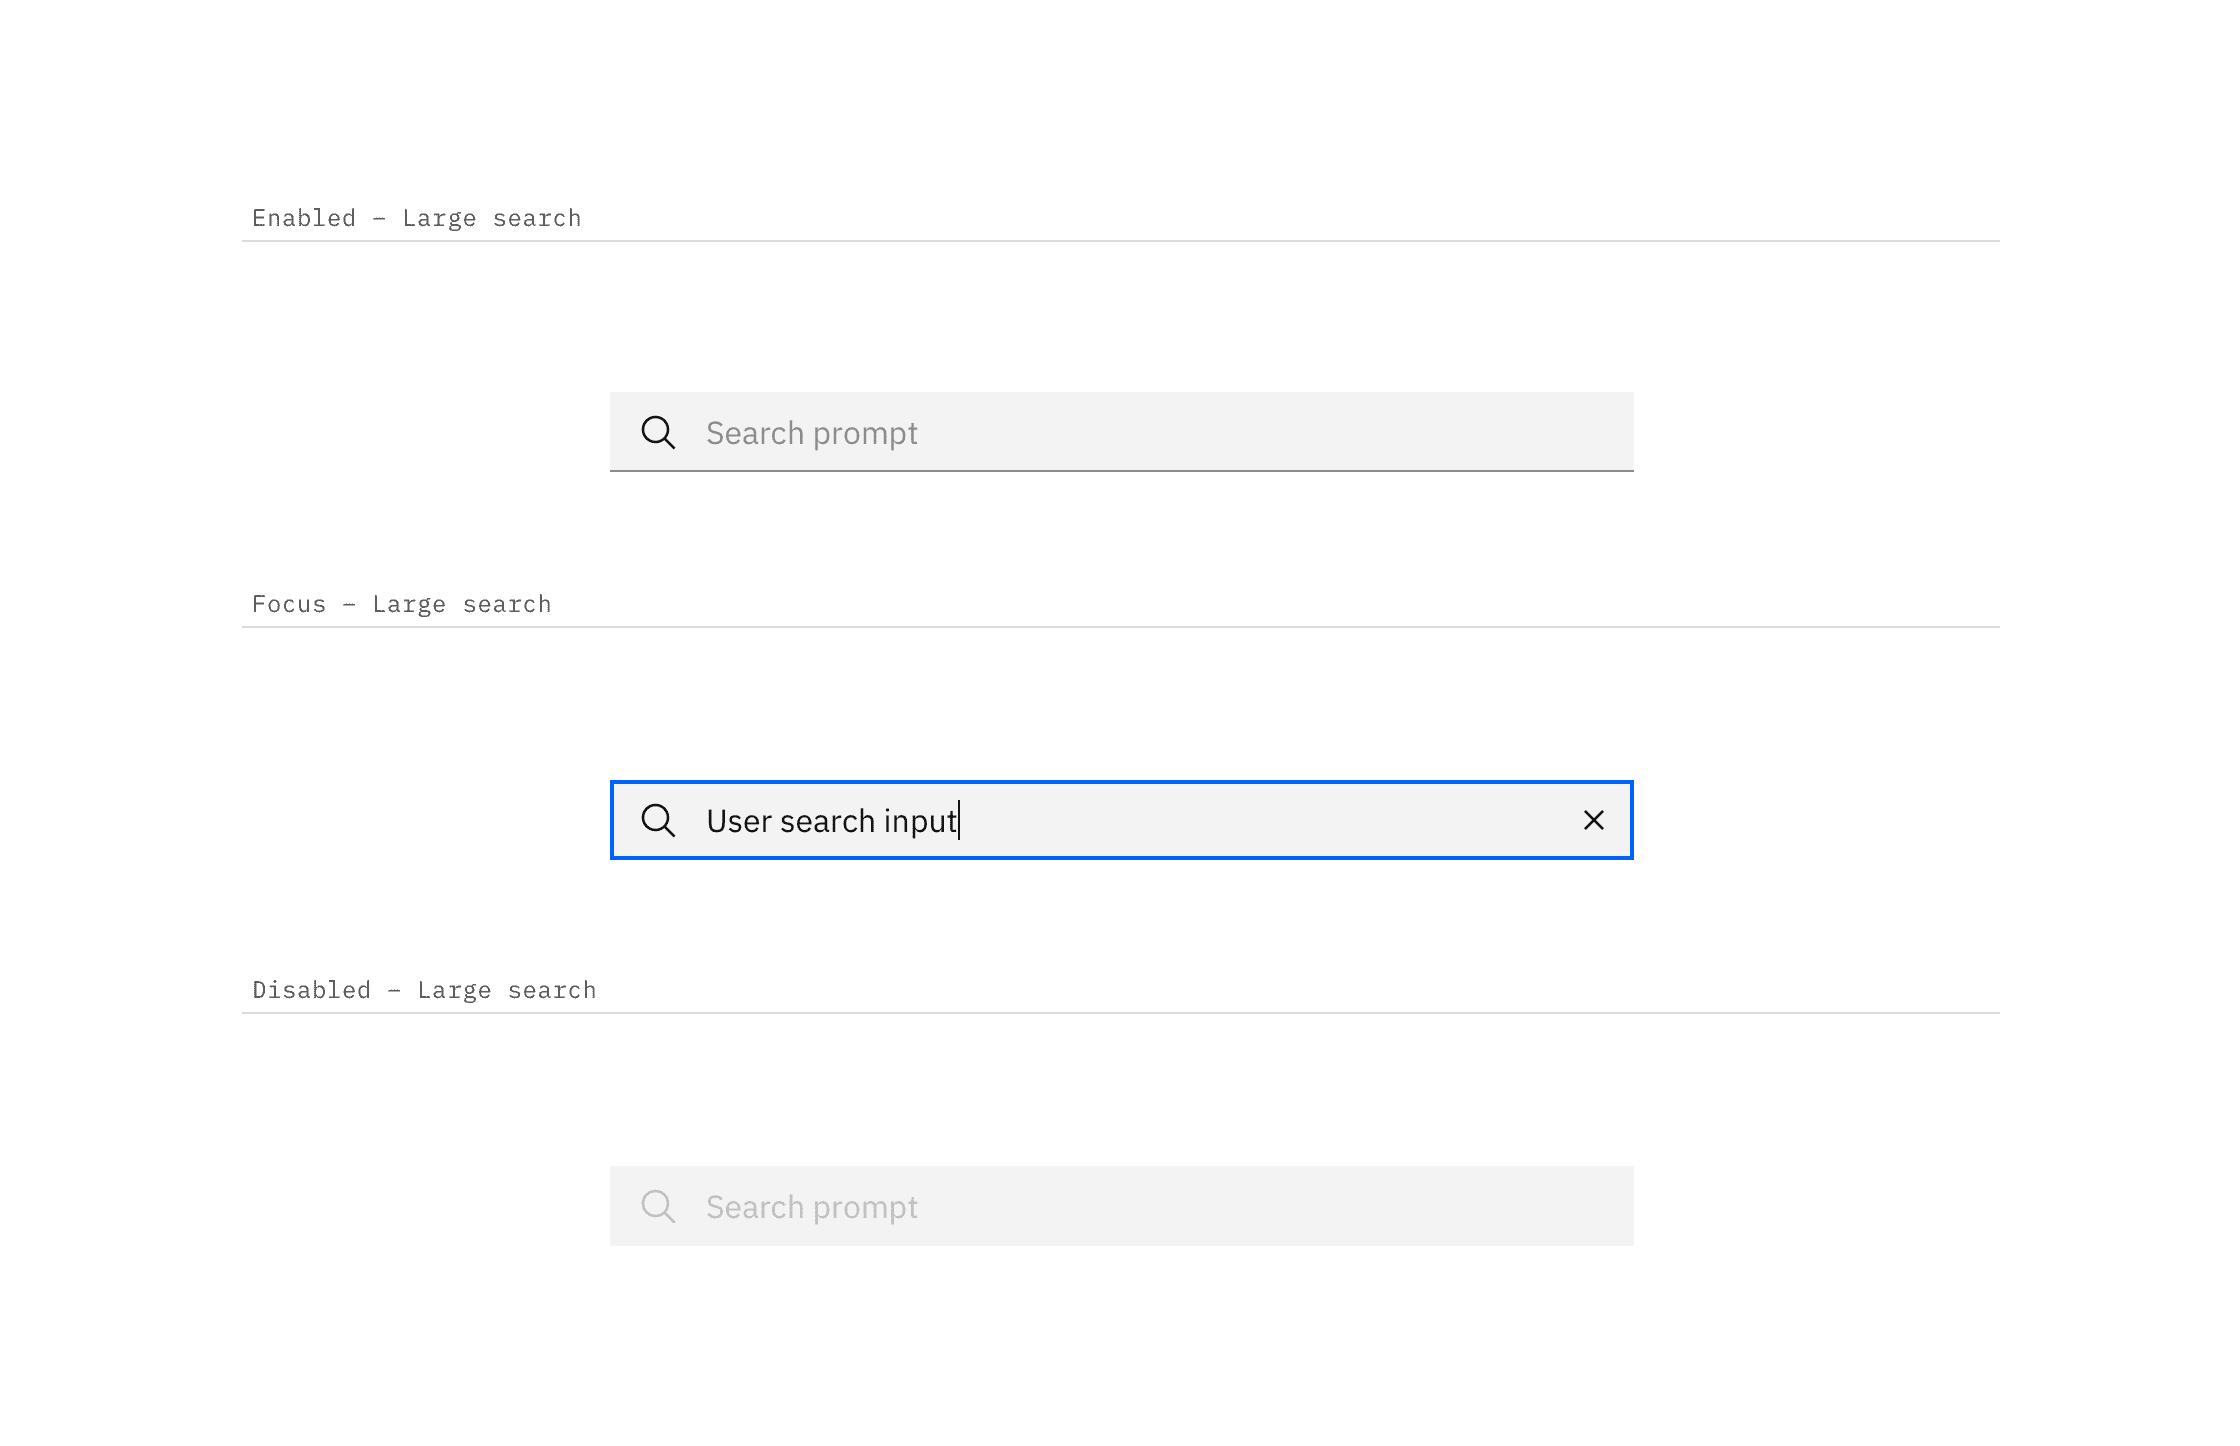 Enabled – Large search
Search prompt
Focus – Large search
User search input
Disabled – Large search
Search prompt